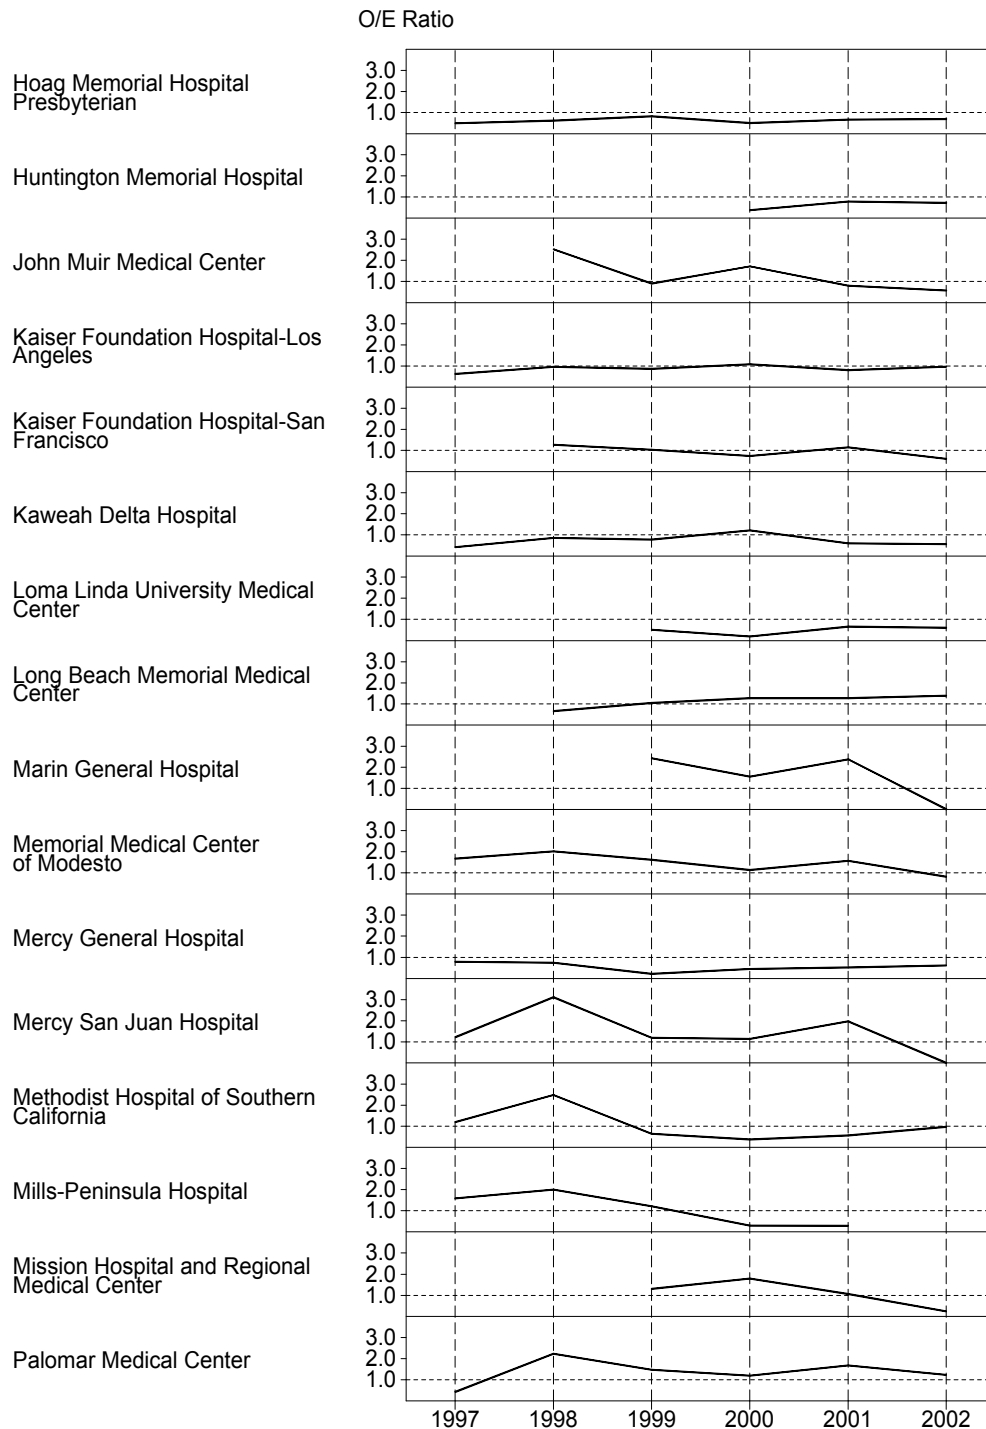 O/E Ratio
Hoag Memorial Hospital
Presbyterian
3.0
2.0
1.0
Huntington Memorial Hospital
3.0
2.0
1.0
John Muir Medical Center
3.0
2.0
1.0
Kaiser Foundation Hospital-Los
Angeles
3.0
2.0
1.0
Kaiser Foundation Hospital-San
Francisco
3.0
2.0
1.0
Kaweah Delta Hospital
3.0
2.0
1.0
Loma Linda University Medical
Center
3.0
2.0
1.0
Long Beach Memorial Medical
Center
3.0
2.0
1.0
Marin General Hospital
3.0
2.0
1.0
Memorial Medical Center
of Modesto
3.0
2.0
1.0
Mercy General Hospital
3.0
2.0
1.0
Mercy San Juan Hospital
3.0
2.0
1.0
Methodist Hospital of Southern
California
3.0
2.0
1.0
Mills-Peninsula Hospital
3.0
2.0
1.0
Mission Hospital and Regional
Medical Center
3.0
2.0
1.0
Palomar Medical Center
3.0
2.0
1.0
1997 1998 1999 2000 2001 2002